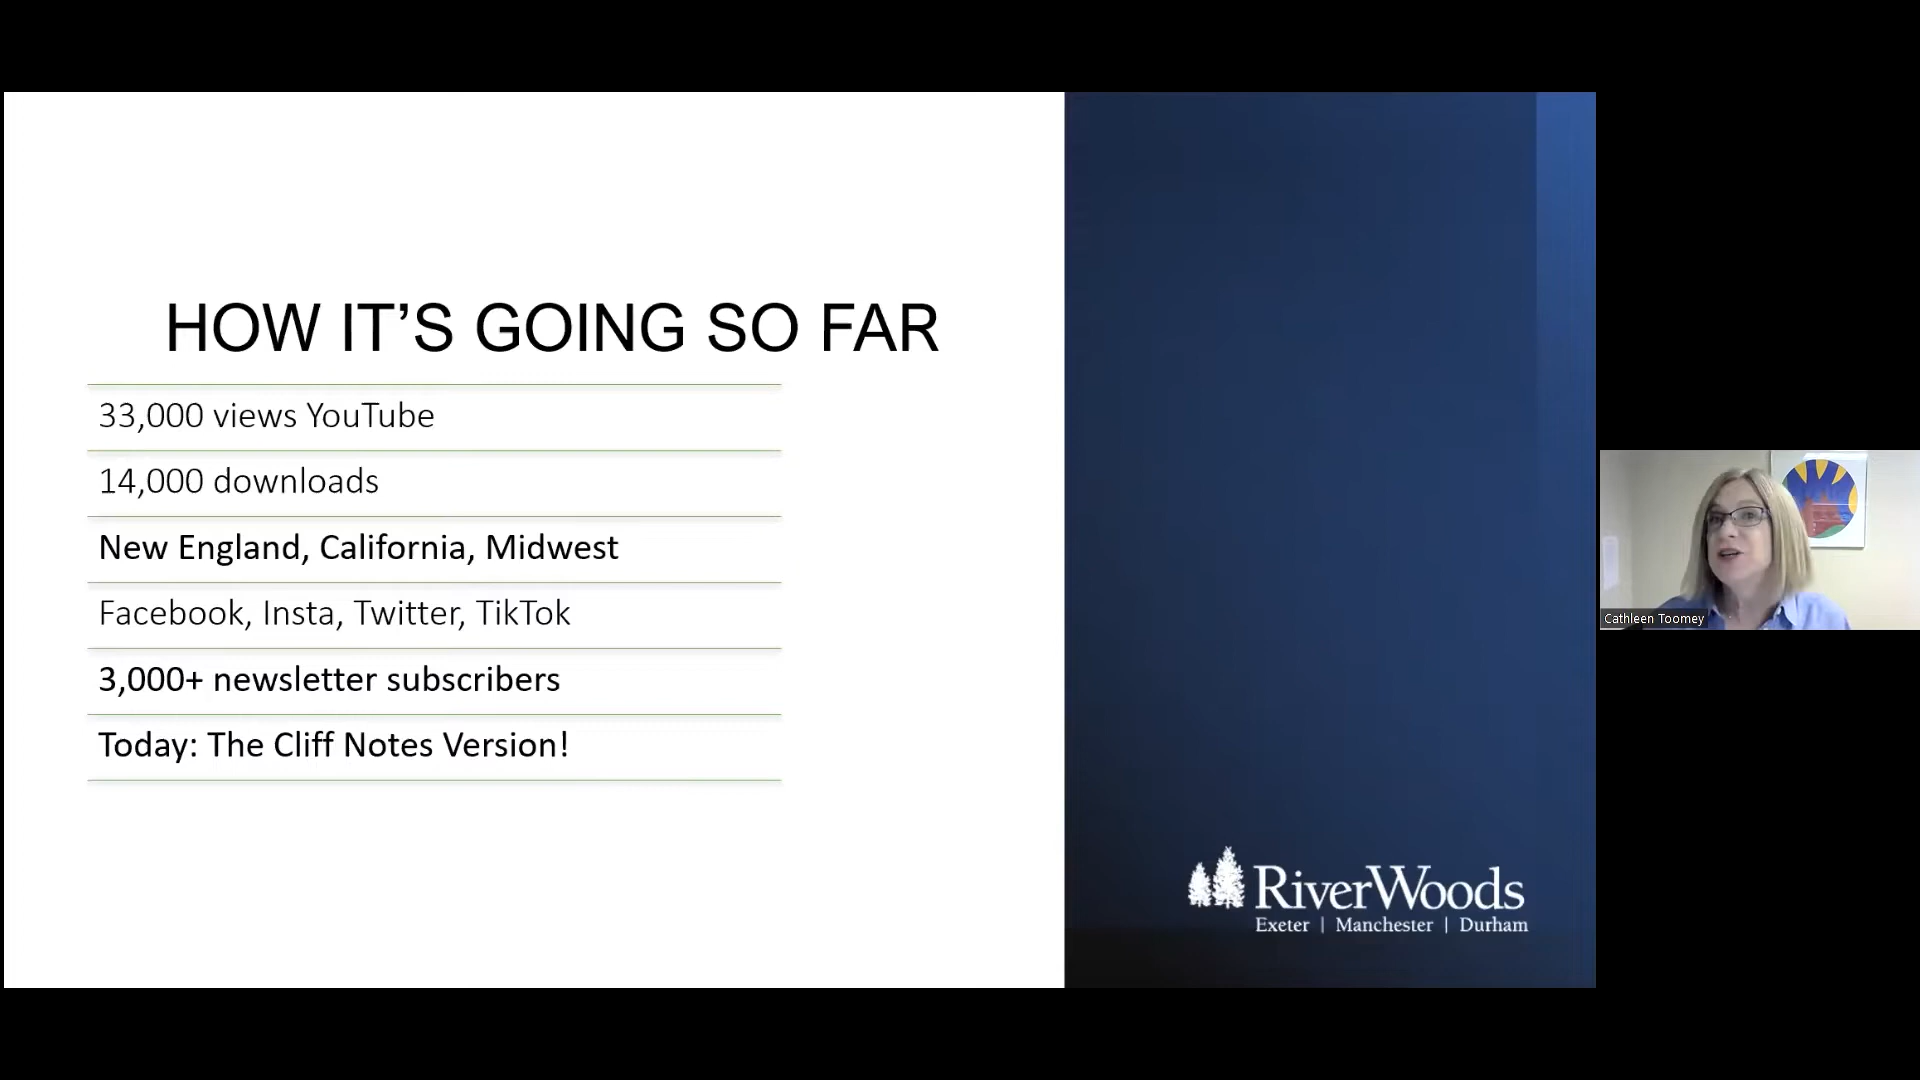 HOW IT’S GOING SO FAR
33,000 views YouTube
14,000 downloads
New England, California, Midwest
Facebook, Insta, Twitter, TikTok
3,000+ newsletter subscribers
Today: The Cliff Notes Version!
RiverWoods
Exeter | Manchester | Durham
Cathleen Toomey